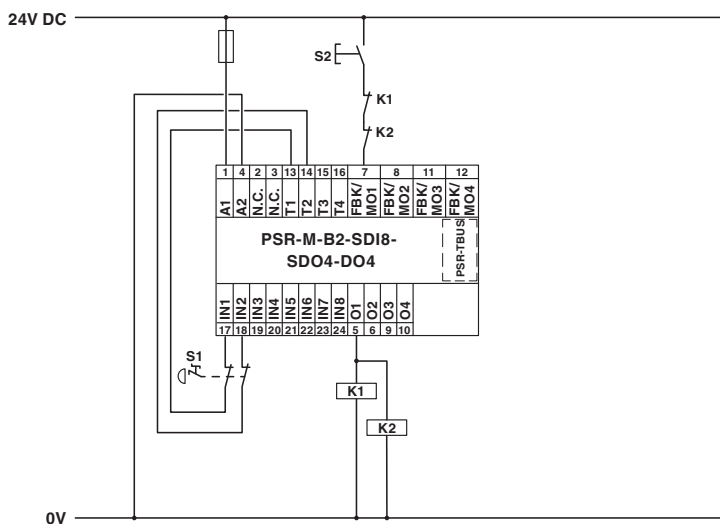 24V DC
S2
K1
K2
1 4 2 3 13 14 15 16 7 8 11 12
A1 A2 N.C. N.C. T1 T2 T3 T4 FBK/MO1 FBK/MO2 FBK/MO3 FBK/MO4
PSR-M-B2-SDI8-
SDO4-DO4
PSR-TBUS
IN1 IN2 IN3 IN4 IN5 IN6 IN7 IN8 O1 O2 O3 O4
17 18 19 20 21 22 23 24 5 6 9 10
S1
K1
K2
0V